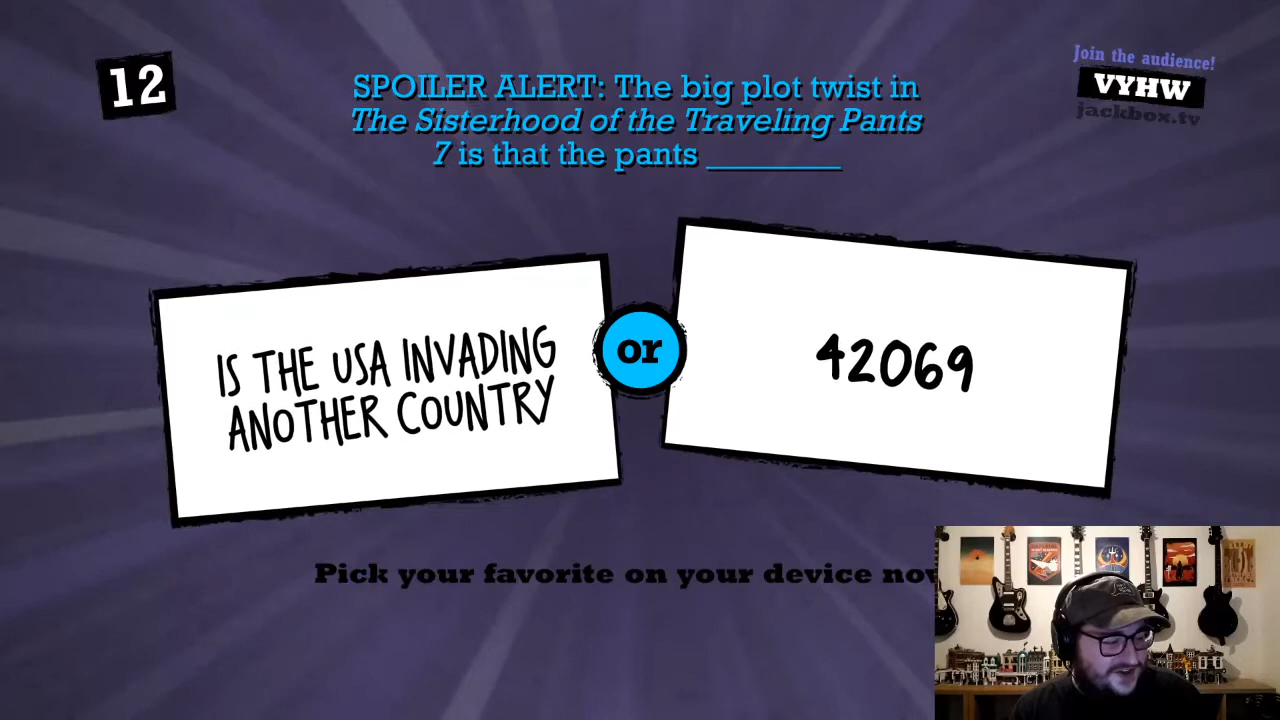 12
SPOILER ALERT: The big plot twist in
The Sisterhood of the Traveling Pants
7 is that the pants _________
Join the audience!
VYHW
jackbox.tv
IS THE USA INVADING
ANOTHER COUNTRY
or
42069
Pick your favorite on your device now